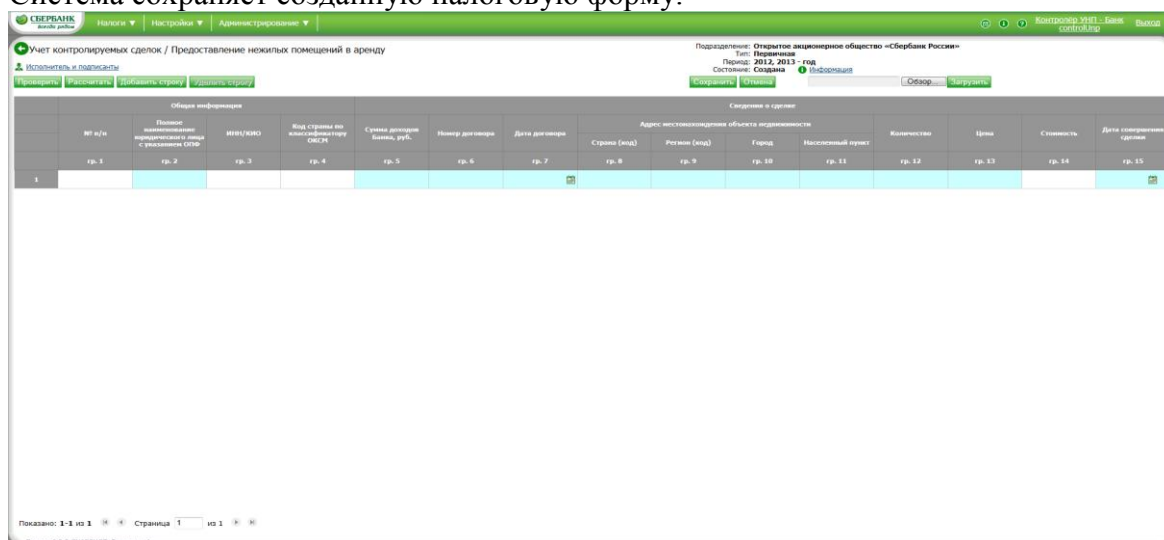 Система сохраняет созданную налоговую форму.
СБЕРБАНК
Всегда рядом
Налоги ▼ Настройки ▼ Администрирование ▼
Контролёр УНП - Банк
controlUnp
Выход
Учет контролируемых сделок / Предоставление нежилых помещений в аренду
Исполнитель и подписанты
Проверить Рассчитать Добавить строку Удалить строку
Подразделение: Открытое акционерное общество «Сбербанк России»
Тип: Первичная
Период: 2012, 2013 - год
Состояние: Создана Информация
Сохранить Отмена Обзор... Загрузить
Общая информация Сведения о сделке
№ п/п
Полное наименование юридического лица с указанием ОПФ
ИНН/КИО
Код страны по классификатору ОКСМ
Сумма доходов Банка, руб.
Номер договора
Дата договора
Адрес местонахождения объекта недвижимости
Страна (код) Регион (код) Город Населенный пункт
Количество
Цена
Стоимость
Дата совершения сделки
гр. 1 гр. 2 гр. 3 гр. 4 гр. 5 гр. 6 гр. 7 гр. 8 гр. 9 гр. 10 гр. 11 гр. 12 гр. 13 гр. 14 гр. 15
1
Показано: 1-1 из 1 Страница 1 из 1